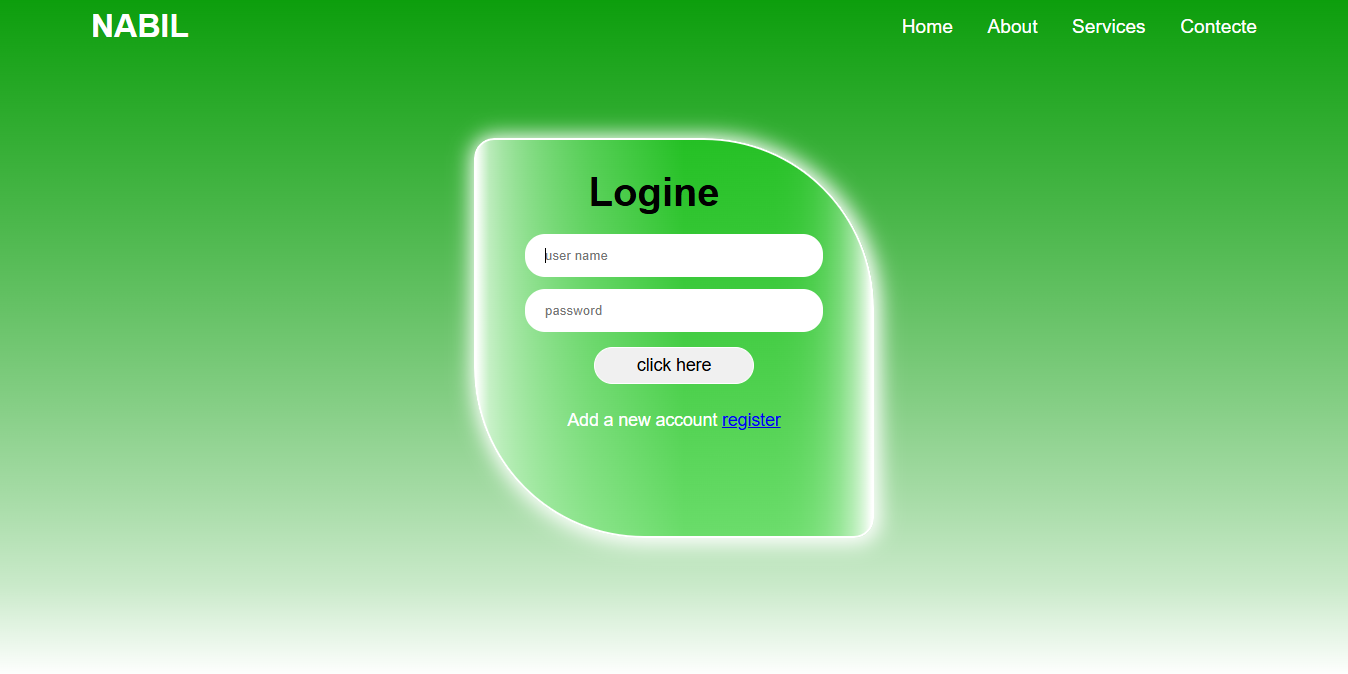 NABIL Home About Services Contecte
Logine
user name
password
click here
Add a new account register